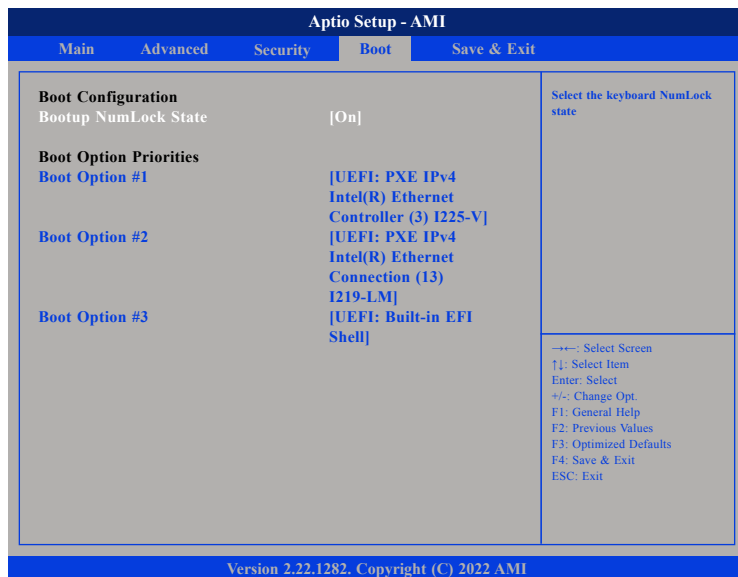 Aptio Setup - AMI
Main Advanced Security Boot Save & Exit
Boot Configuration
Bootup NumLock State [On]
Boot Option Priorities
Boot Option #1 [UEFI: PXE IPv4
Intel(R) Ethernet
Controller (3) I225-V]
Boot Option #2 [UEFI: PXE IPv4
Intel(R) Ethernet
Connection (13)
I219-LM]
Boot Option #3 [UEFI: Built-in EFI
Shell]
Select the keyboard NumLock
state
→←: Select Screen
↑↓: Select Item
Enter: Select
+/-: Change Opt.
F1: General Help
F2: Previous Values
F3: Optimized Defaults
F4: Save & Exit
ESC: Exit
Version 2.22.1282. Copyright (C) 2022 AMI